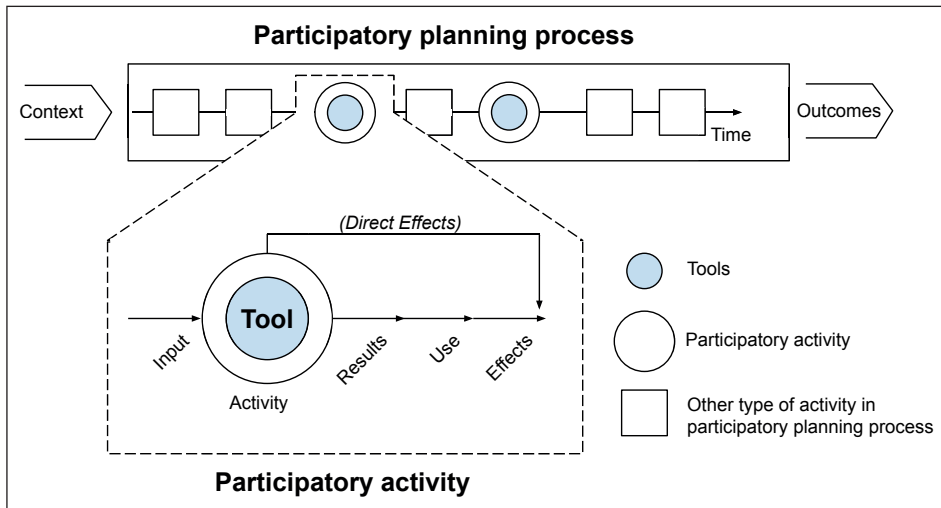 Participatory planning process
Context
Time
Outcomes
(Direct Effects)
Tool
Input
Results
Use
Effects
Activity
Tools
Participatory activity
Other type of activity in
participatory planning process
Participatory activity